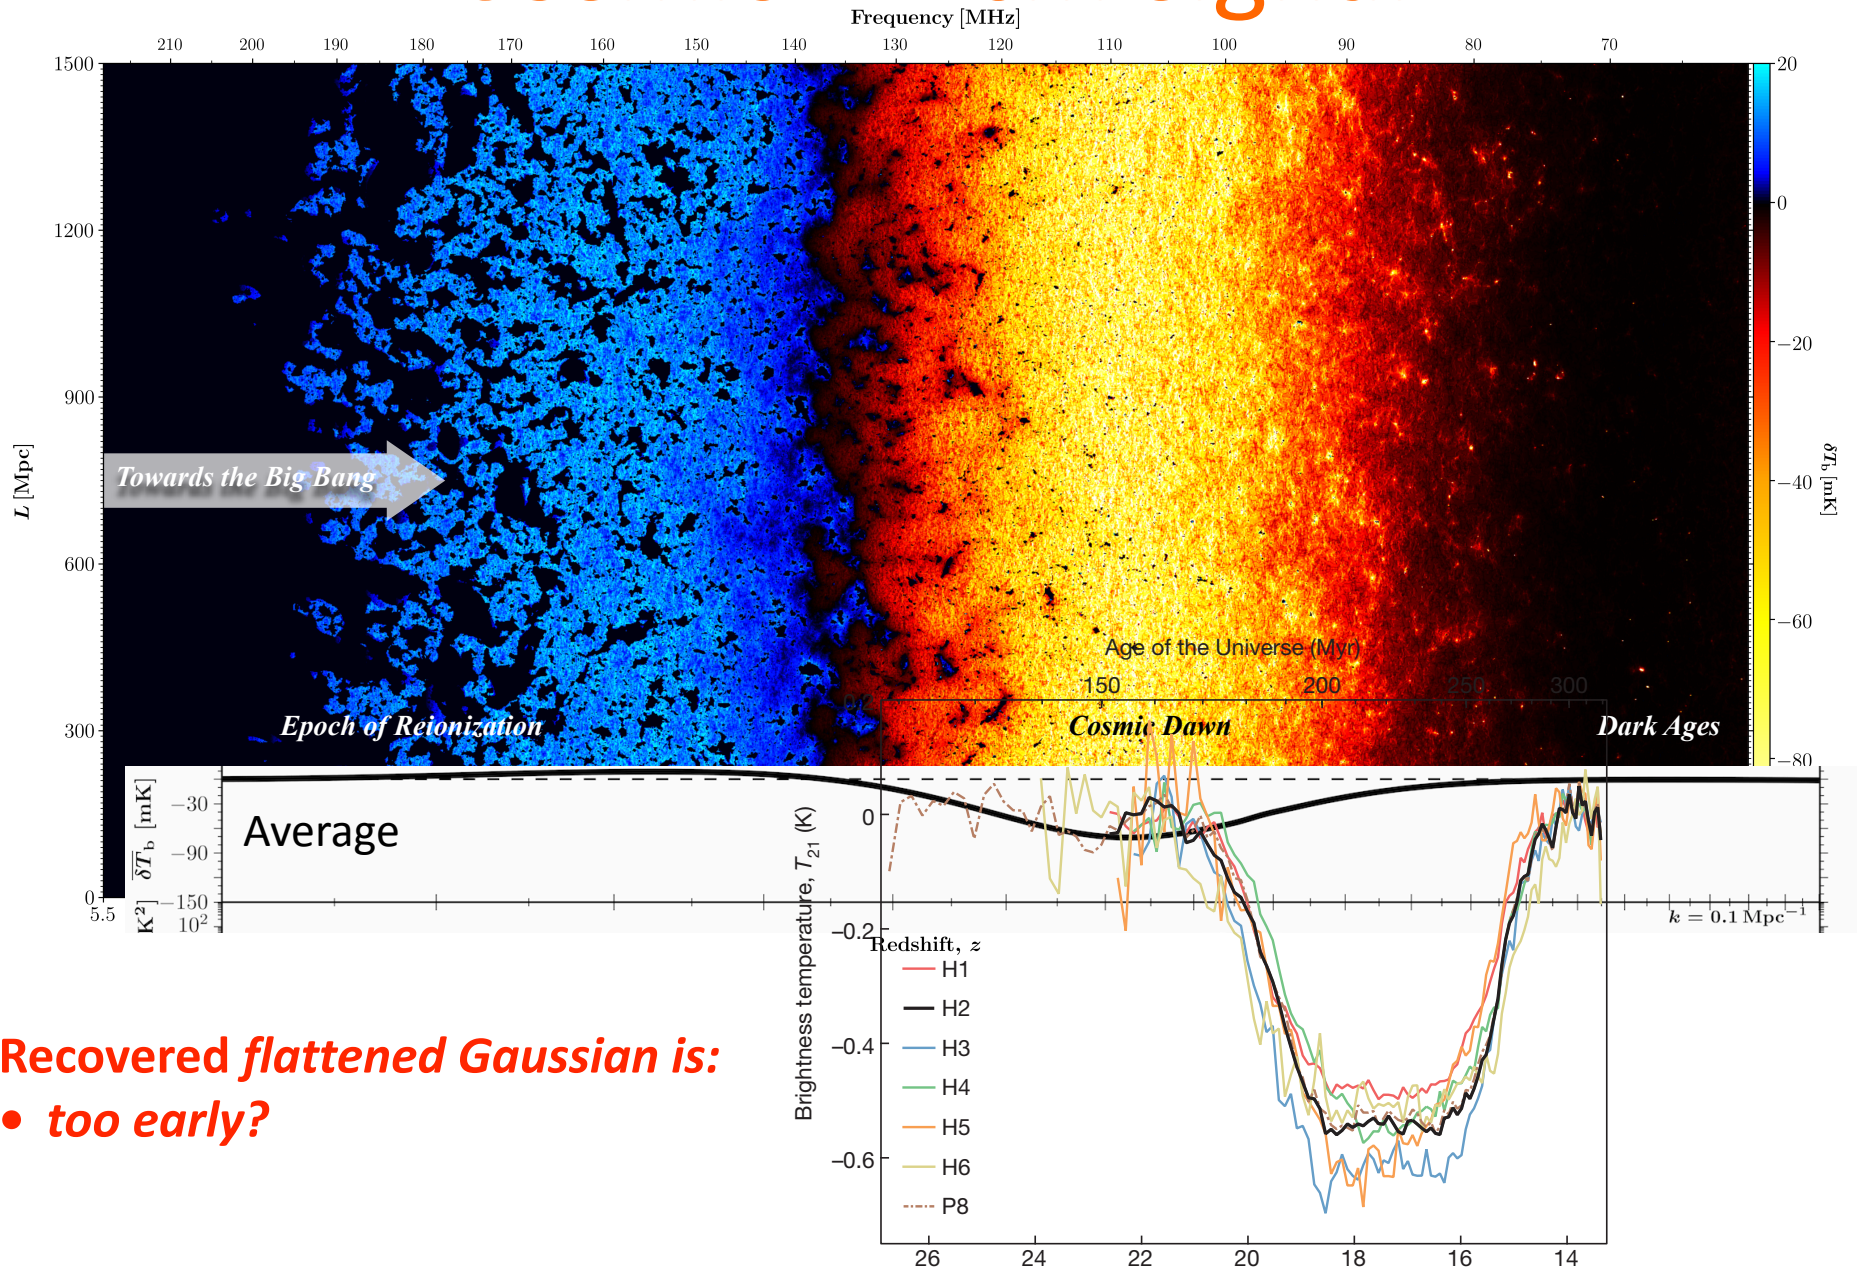 Frequency [MHz]
210 200 190 180 170 160 150 140 130 120 110 100 90 80 70
1500
1200
900
600
300
0
5.5
L [Mpc]
20
0
−20
−40
−60
−80
δTb [mK]
Towards the Big Bang
Age of the Universe (Myr)
150 200 250 300
Epoch of Reionization
Cosmic Dawn
Dark Ages
Average
−30
−90
−150
10²
δTb [mK]
K²]
k = 0.1 Mpc⁻¹
Redshift, z
Brightness temperature, T21 (K)
0.2
0
−0.2
−0.4
−0.6
H1
H2
H3
H4
H5
H6
P8
26 24 22 20 18 16 14
Recovered flattened Gaussian is:
• too early?